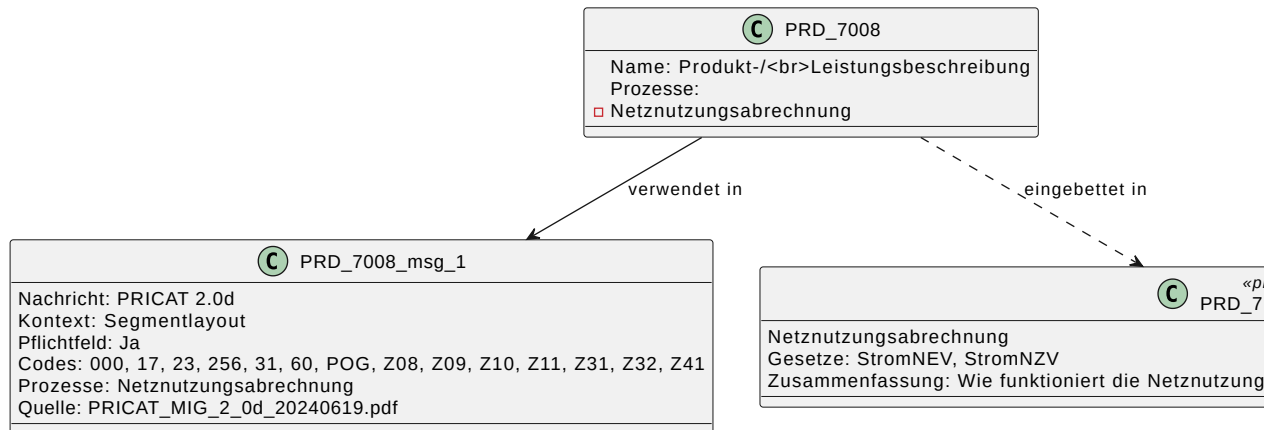 C PRD_7008
Name: Produkt-/<br>Leistungsbeschreibung
Prozesse:
Netznutzungsabrechnung
verwendet in
eingebettet in
C PRD_7008_msg_1
Nachricht: PRICAT 2.0d
Kontext: Segmentlayout
Pflichtfeld: Ja
Codes: 000, 17, 23, 256, 31, 60, POG, Z08, Z09, Z10, Z11, Z31, Z32, Z41
Prozesse: Netznutzungsabrechnung
Quelle: PRICAT_MIG_2_0d_20240619.pdf
C
PRD_7
Netznutzungsabrechnung
Gesetze: StromNEV, StromNZV
Zusammenfassung: Wie funktioniert die Netznutzung